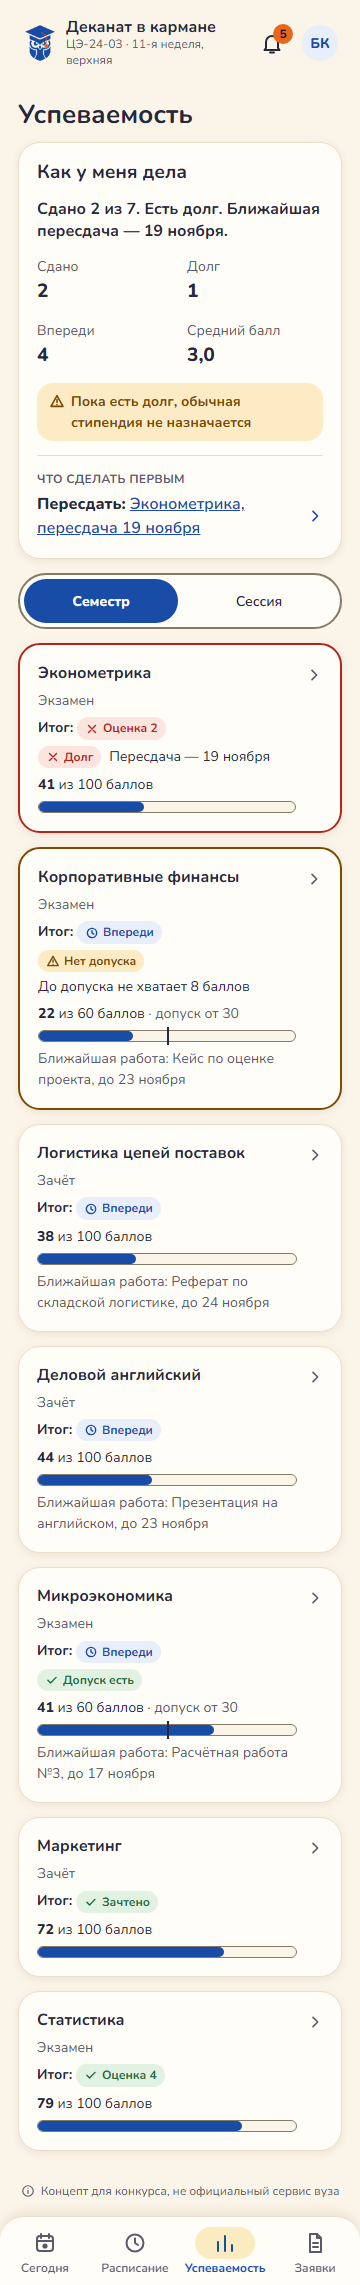 Деканат в кармане
ЦЭ-24-03 · 11-я неделя,
верхняя
5
БК
Успеваемость
Как у меня дела
Сдано 2 из 7. Есть долг. Ближайшая
пересдача — 19 ноября.
Сдано
Долг
2
1
Впереди
Средний балл
4
3,0
Пока есть долг, обычная
стипендия не назначается
ЧТО СДЕЛАТЬ ПЕРВЫМ
Пересдать: Эконометрика,
пересдача 19 ноября
Семестр
Сессия
Эконометрика
Экзамен
Итог: Оценка 2
Долг Пересдача — 19 ноября
41 из 100 баллов
Корпоративные финансы
Экзамен
Итог: Впереди
Нет допуска
До допуска не хватает 8 баллов
22 из 60 баллов · допуск от 30
Ближайшая работа: Кейс по оценке
проекта, до 23 ноября
Логистика цепей поставок
Зачёт
Итог: Впереди
38 из 100 баллов
Ближайшая работа: Реферат по
складской логистике, до 24 ноября
Деловой английский
Зачёт
Итог: Впереди
44 из 100 баллов
Ближайшая работа: Презентация на
английском, до 23 ноября
Микроэкономика
Экзамен
Итог: Впереди
Допуск есть
41 из 60 баллов · допуск от 30
Ближайшая работа: Расчётная работа
№3, до 17 ноября
Маркетинг
Зачёт
Итог: Зачтено
72 из 100 баллов
Статистика
Экзамен
Итог: Оценка 4
79 из 100 баллов
Концепт для конкурса, не официальный сервис вуза
Сегодня
Расписание
Успеваемость
Заявки